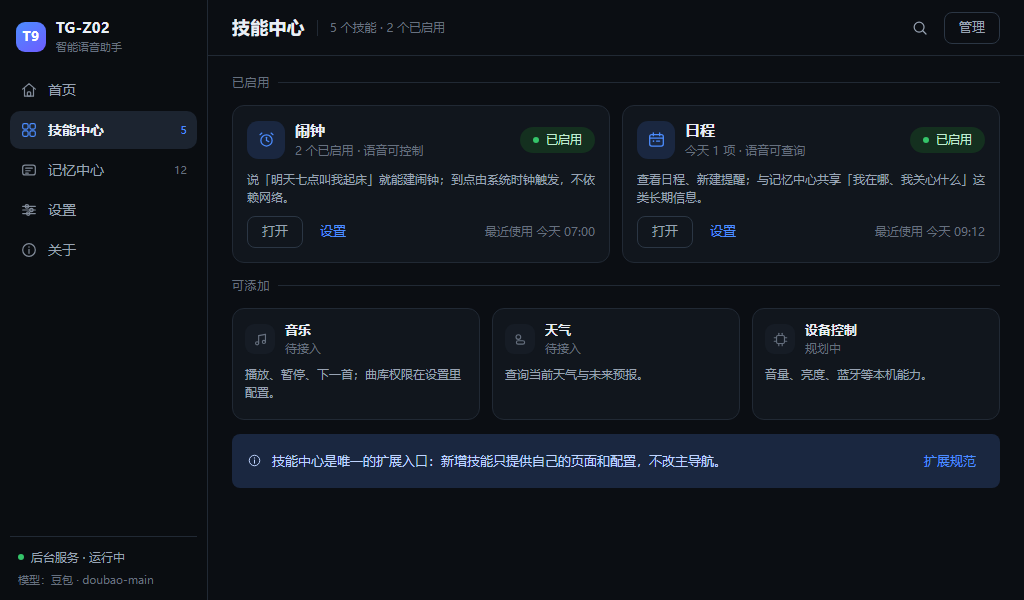 T9
TG-Z02
智能语音助手
首页
技能中心 5
记忆中心 12
设置
关于
后台服务 · 运行中
模型：豆包 · doubao-main
技能中心 5 个技能 · 2 个已启用
管理
已启用
闹钟
2 个已启用 · 语音可控制
已启用
说「明天七点叫我起床」就能建闹钟；到点由系统时钟触发，不依
赖网络。
打开 设置 最近使用 今天 07:00
日程
今天 1 项 · 语音可查询
已启用
查看日程、新建提醒；与记忆中心共享「我在哪、我关心什么」这
类长期信息。
打开 设置 最近使用 今天 09:12
可添加
音乐
待接入
播放、暂停、下一首；曲库权限在设置里
配置。
天气
待接入
查询当前天气与未来预报。
设备控制
规划中
音量、亮度、蓝牙等本机能力。
技能中心是唯一的扩展入口：新增技能只提供自己的页面和配置，不改主导航。
扩展规范